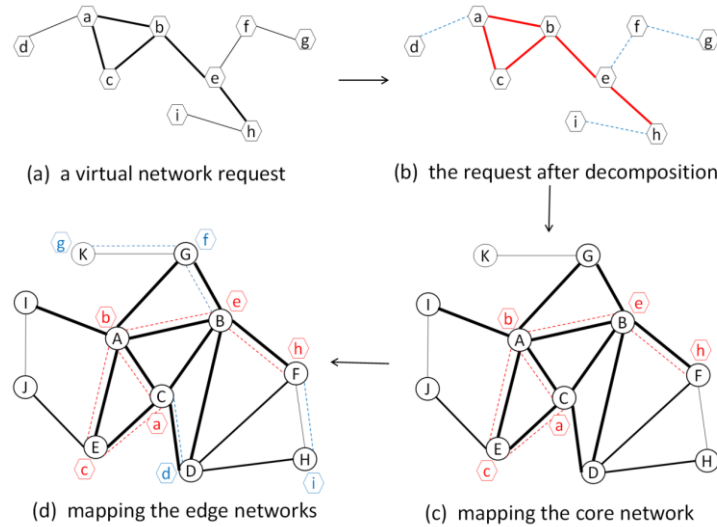 a
b
f
g
d
c
e
i
h
(a) a virtual network request
a
b
f
g
d
c
e
i
h
(b) the request after decomposition
g
K
G
f
I
b
A
B
e
h
F
J
C
a
E
c
d
D
H
i
(d) mapping the edge networks
K
G
I
b
A
B
e
h
F
J
C
a
E
c
D
H
(c) mapping the core network